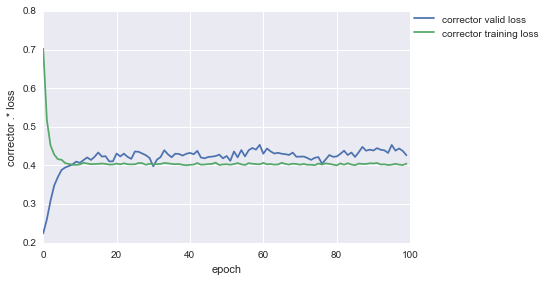 0.8
0.7
0.6
0.5
0.4
0.3
0.2
corrector .* loss
0 20 40 60 80 100
epoch
corrector valid loss
corrector training loss